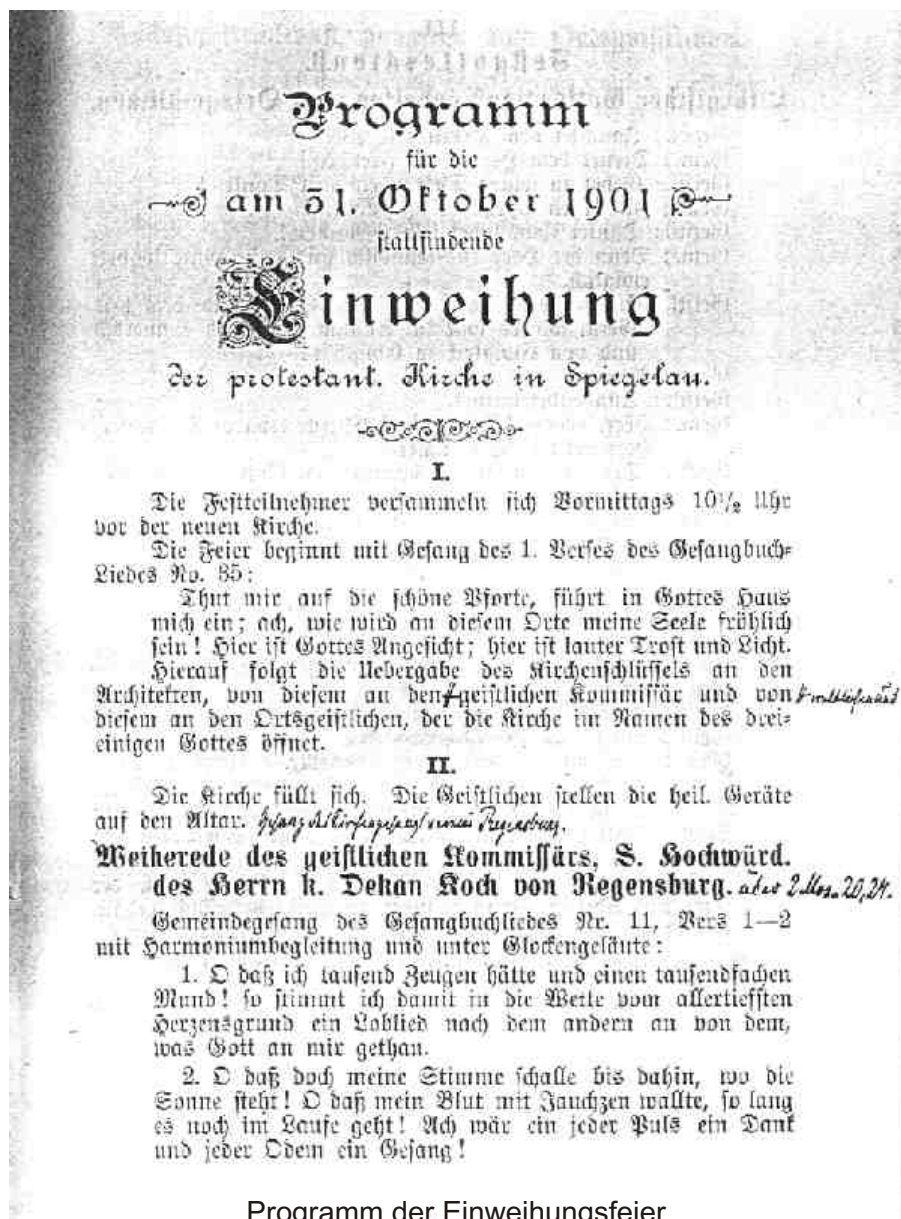 Programm
für die
am 31. Oktober 1901
stattfindende
Einweihung
der protestant. Kirche in Spiegelau.
I.
Die Festteilnehmer versammeln sich Vormittags 10½ Uhr
vor der neuen Kirche.
Die Feier beginnt mit Gesang des 1. Verses des Gesangbuch-
Liedes No. 35:
Thut mir auf die schöne Pforte, führt in Gottes Haus
mich ein; ach, wie wird an diesem Orte meine Seele fröhlich
sein! Hier ist Gottes Angesicht; hier ist lauter Trost und Licht.
Hierauf folgt die Uebergabe des Kirchenschlüssels an den
Architekten, von diesem an den geistlichen Kommissär und von
diesem an den Ortsgeistlichen, der die Kirche im Namen des drei-
einigen Gottes öffnet.
II.
Die Kirche füllt sich. Die Geistlichen stellen die heil. Geräte
auf den Altar. Gesang des Kirchengesangvereins Regensburg.
Weiherede des geistlichen Kommissärs, S. Hochwürd.
des Herrn k. Dekan Koch von Regensburg. über 2. Mos. 20, 24.
Gemeindegesang des Gesangbuchliedes Nr. 11, Vers 1—2
mit Harmoniumbegleitung und unter Glockengeläute:
1. O daß ich tausend Zeugen hätte und einen tausendfachen
Mund! so stimmt ich damit in die Wette vom allertiefsten
Herzensgrund ein Loblied nach dem andern an von dem,
was Gott an mir gethan.
2. O daß doch meine Stimme schalle bis dahin, wo die
Sonne steht! O daß mein Blut mit Jauchzen wallte, so lang
es noch im Laufe geht! Ach wär ein jeder Puls ein Dank
und jeder Odem ein Gesang!
Programm der Einweihungsfeier